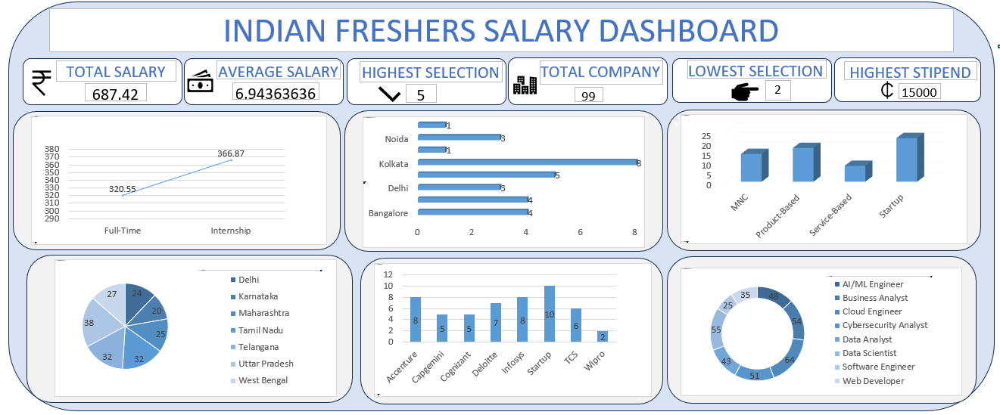 INDIAN FRESHERS SALARY DASHBOARD
TOTAL SALARY
687.42
AVERAGE SALARY
6.94363636
HIGHEST SELECTION
5
TOTAL COMPANY
99
LOWEST SELECTION
2
HIGHEST STIPEND
15000
380
370
360
350
340
330
320
310
300
290
320.55
366.87
Full-Time
Internship
1
Noida
3
1
Kolkata
8
5
Delhi
3
4
Bangalore
4
0
2
4
6
8
25
20
15
10
5
0
MNC
Product-Based
Service-Based
Startup
24
20
25
32
32
38
27
Delhi
Karnataka
Maharashtra
Tamil Nadu
Telangana
Uttar Pradesh
West Bengal
12
10
8
6
4
2
0
8
5
5
7
8
10
6
2
Accenture
Capgemini
Cognizant
Deloitte
Infosys
Startup
TCS
Wipro
48
54
64
51
43
55
25
35
AI/ML Engineer
Business Analyst
Cloud Engineer
Cybersecurity Analyst
Data Analyst
Data Scientist
Software Engineer
Web Developer